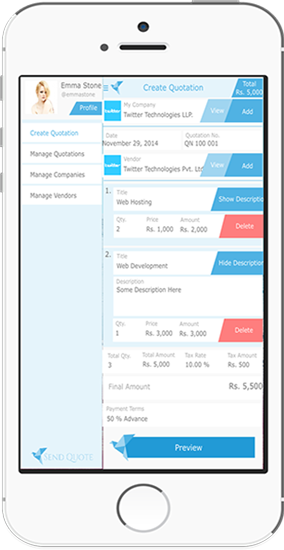 Emma Stone
@emmastone
Profile
Create Quotation
Manage Quotations
Manage Companies
Manage Vendors
SEND QUOTE
Create Quotation
Total
Rs. 5,000
My Company
Twitter Technologies LLP.
View
Add
Date
November 29, 2014
Quotation No.
QN 100 001
Vendor
Twitter Technologies Pvt. Ltd
View
Add
1.
Title
Web Hosting
Show Descriptio
Qty.
Price
Amount
2
Rs. 1,000
Rs. 2,000
Delete
2.
Title
Web Development
Hide Description
Description
Some Description Here
Qty.
Price
Amount
1
Rs. 3,000
Rs. 3,000
Delete
Total Qty.
Total Amount
Tax Rate
Tax Amount
3
Rs. 5,000
10.00 %
Rs. 500
Final Amount
Rs. 5,500
Payment Terms
50 % Advance
Preview